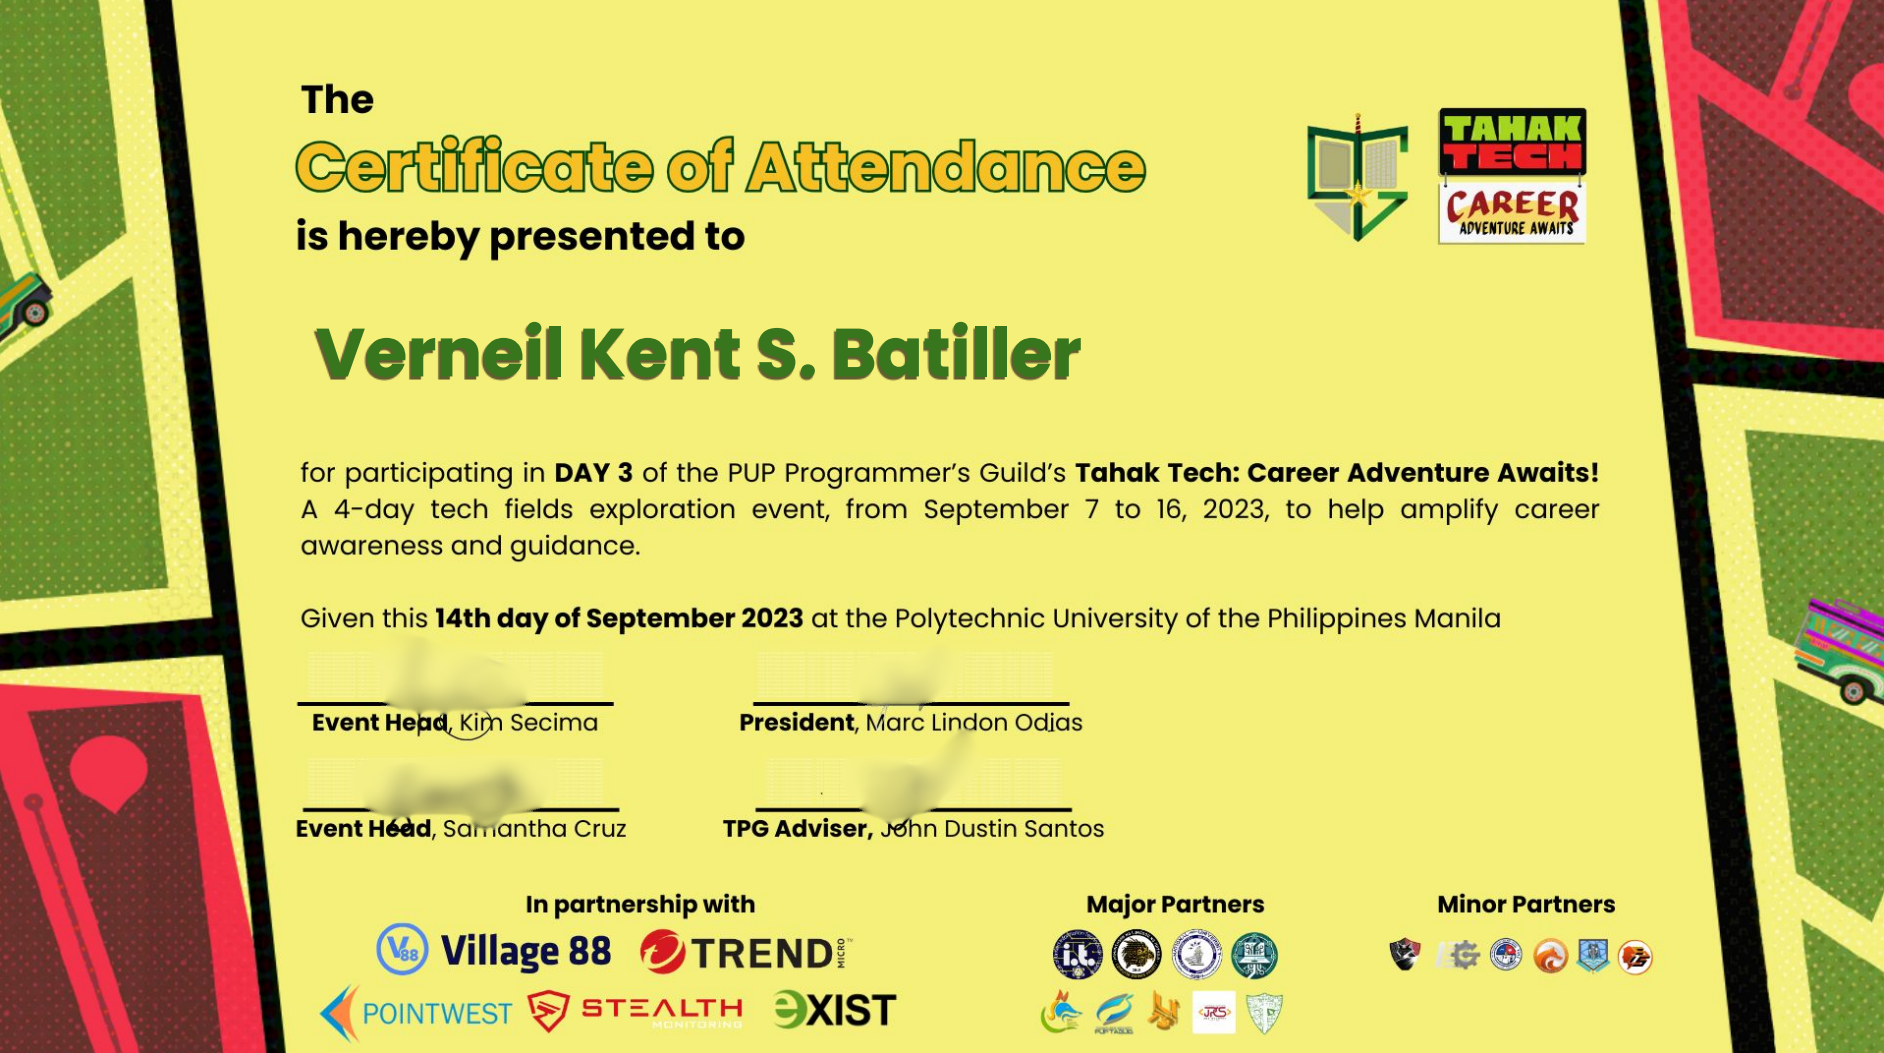 The
Certificate of Attendance
is hereby presented to
TAHAK
TECH
CAREER
ADVENTURE AWAITS
Verneil Kent S. Batiller
for participating in DAY 3 of the PUP Programmer's Guild's Tahak Tech: Career Adventure Awaits!
A 4-day tech fields exploration event, from September 7 to 16, 2023, to help amplify career
awareness and guidance.
Given this 14th day of September 2023 at the Polytechnic University of the Philippines Manila
Event Head, Kim Secima
President, Marc Lindon Odias
Event Head, Samantha Cruz
TPG Adviser, John Dustin Santos
In partnership with
Major Partners
Minor Partners
V88 Village 88
TREND MICRO
i.t.
POINTWEST
STEALTH
MONITORING
eXIST
JPCS